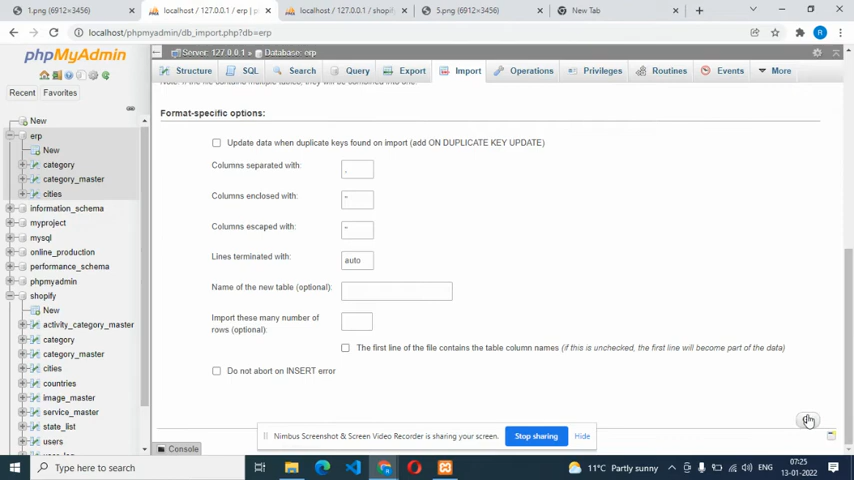 1.png (6912×3456)
localhost / 127.0.0.1 / erp | p
localhost / 127.0.0.1 / shopif
5.png (6912×3456)
New Tab
localhost/phpmyadmin/db_import.php?db=erp
R
phpMyAdmin
Server: 127.0.0.1 » Database: erp
Structure SQL Search Query Export Import Operations Privileges Routines Events More
Recent Favorites
New
erp
New
category
category_master
cities
information_schema
myproject
mysql
online_production
performance_schema
phpmyadmin
shopify
New
activity_category_master
category
category_master
cities
countries
image_master
service_master
state_list
users
Format-specific options:
Update data when duplicate keys found on import (add ON DUPLICATE KEY UPDATE)
Columns separated with: ,
Columns enclosed with: "
Columns escaped with: "
Lines terminated with: auto
Name of the new table (optional):
Import these many number of
rows (optional):
The first line of the file contains the table column names (if this is unchecked, the first line will become part of the data)
Do not abort on INSERT error
Nimbus Screenshot & Screen Video Recorder is sharing your screen. Stop sharing Hide
Console
Type here to search
11°C Partly sunny
ENG
07:25
13-01-2022